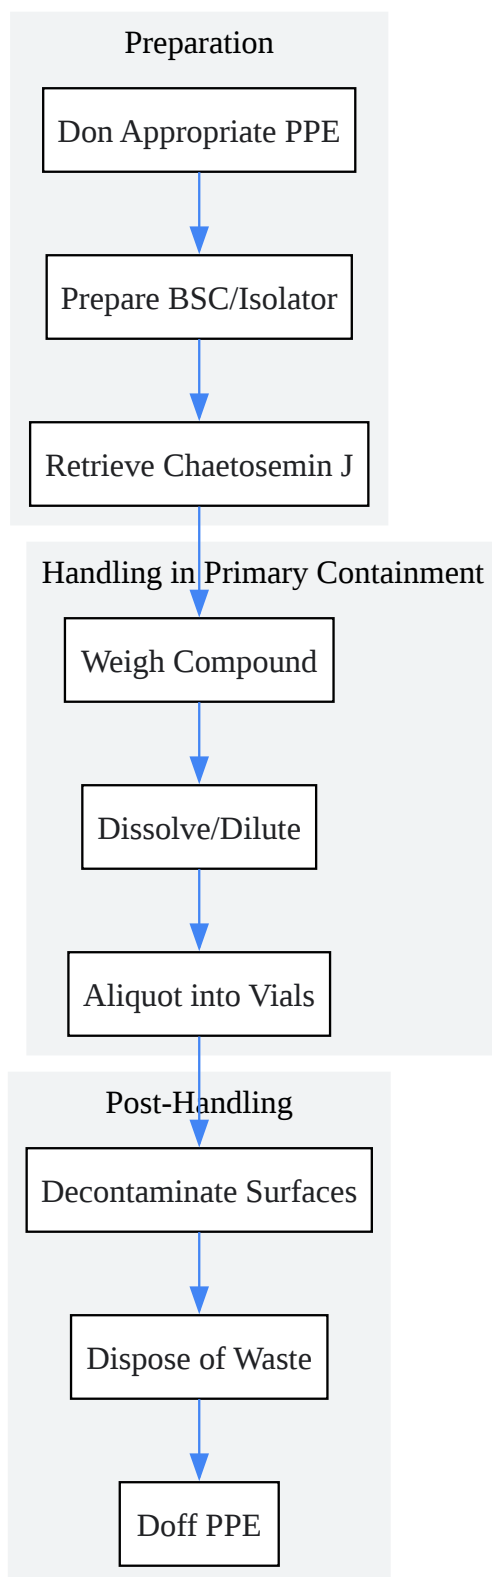 Preparation
Don Appropriate PPE
Prepare BSC/Isolator
Retrieve Chaetosemin J
Handling in Primary Containment
Weigh Compound
Dissolve/Dilute
Aliquot into Vials
Post-Handling
Decontaminate Surfaces
Dispose of Waste
Doff PPE